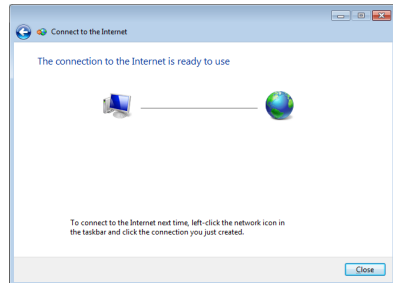 Connect to the Internet
The connection to the Internet is ready to use
To connect to the Internet next time, left-click the network icon in
the taskbar and click the connection you just created.
Close